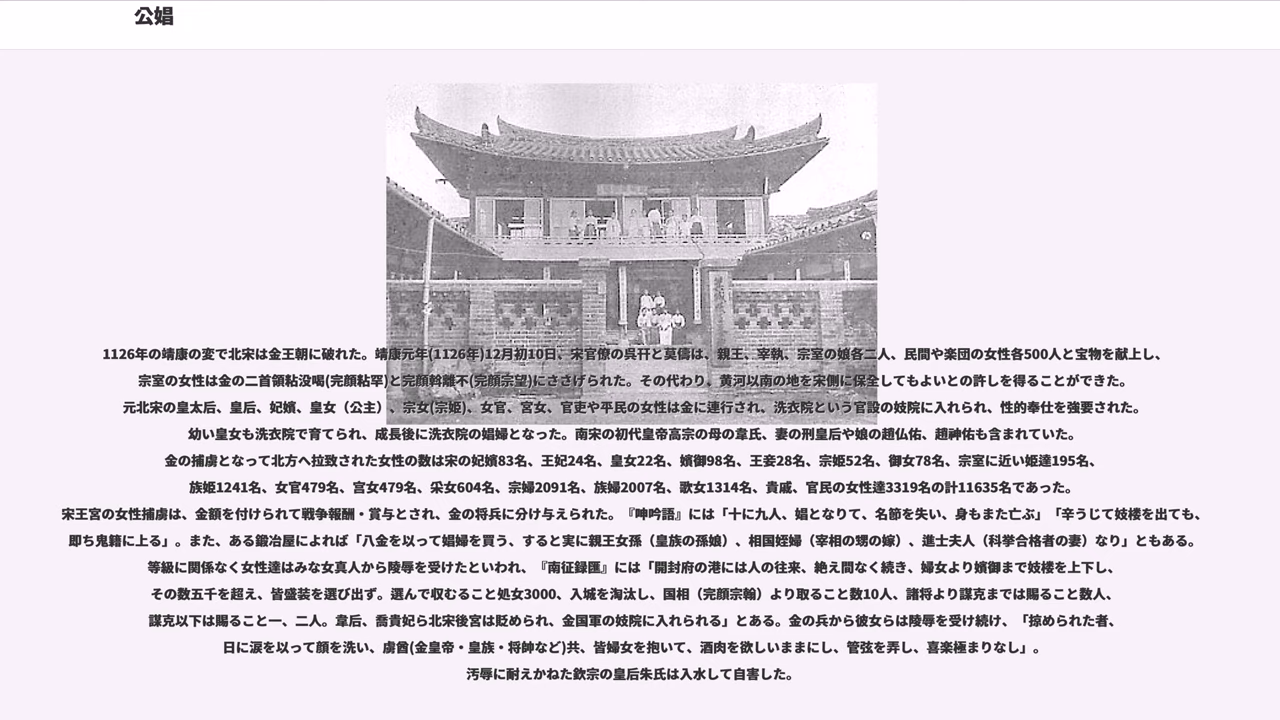 公娼
1126年の靖康の変で北宋は金王朝に破れた。靖康元年(1126年)12月初10日、宋官僚の呉幵と莫儔は、親王、宰執、宗室の娘各二人、民間や楽団の女性各500人と宝物を献上し、
宗室の女性は金の二首領粘没喝(完顔粘罕)と完顔斡離不(完顔宗望)にささげられた。その代わり、黄河以南の地を宋側に保全してもよいとの許しを得ることができた。
元北宋の皇太后、皇后、妃嬪、皇女（公主）、宗女(宗姫)、女官、宮女、官吏や平民の女性は金に連行され、洗衣院という官設の妓院に入れられ、性的奉仕を強要された。
幼い皇女も洗衣院で育てられ、成長後に洗衣院の娼婦となった。南宋の初代皇帝高宗の母の韋氏、妻の刑皇后や娘の趙仏佑、趙神佑も含まれていた。
金の捕虜となって北方へ拉致された女性の数は宋の妃嬪83名、王妃24名、皇女22名、嬪御98名、王妾28名、宗姫52名、御女78名、宗室に近い姫達195名、
族姫1241名、女官479名、宮女479名、采女604名、宗婦2091名、族婦2007名、歌女1314名、貴戚、官民の女性達3319名の計11635名であった。
宋王宮の女性捕虜は、金額を付けられて戦争報酬・賞与とされ、金の将兵に分け与えられた。『呻吟語』には「十に九人、娼となりて、名節を失い、身もまた亡ぶ」「辛うじて妓楼を出ても、
即ち鬼籍に上る」。また、ある鍛冶屋によれば「八金を以って娼婦を買う、すると実に親王女孫（皇族の孫娘）、相国姪婦（宰相の甥の嫁）、進士夫人（科挙合格者の妻）なり」ともある。
等級に関係なく女性達はみな女真人から陵辱を受けたといわれ、『南征録匯』には「開封府の港には人の往来、絶え間なく続き、婦女より嬪御まで妓楼を上下し、
その数五千を超え、皆盛装を選び出ず。選んで収むること処女3000、入城を淘汰し、国相（完顔宗翰）より取ること数10人、諸将より謀克までは賜ること数人、
謀克以下は賜ること一、二人。韋后、喬貴妃ら北宋後宮は貶められ、金国軍の妓院に入れられる」とある。金の兵から彼女らは陵辱を受け続け、「掠められた者、
日に涙を以って顔を洗い、虜酋(金皇帝・皇族・将帥など)共、皆婦女を抱いて、酒肉を欲しいままにし、管弦を弄し、喜楽極まりなし」。
汚辱に耐えかねた欽宗の皇后朱氏は入水して自害した。